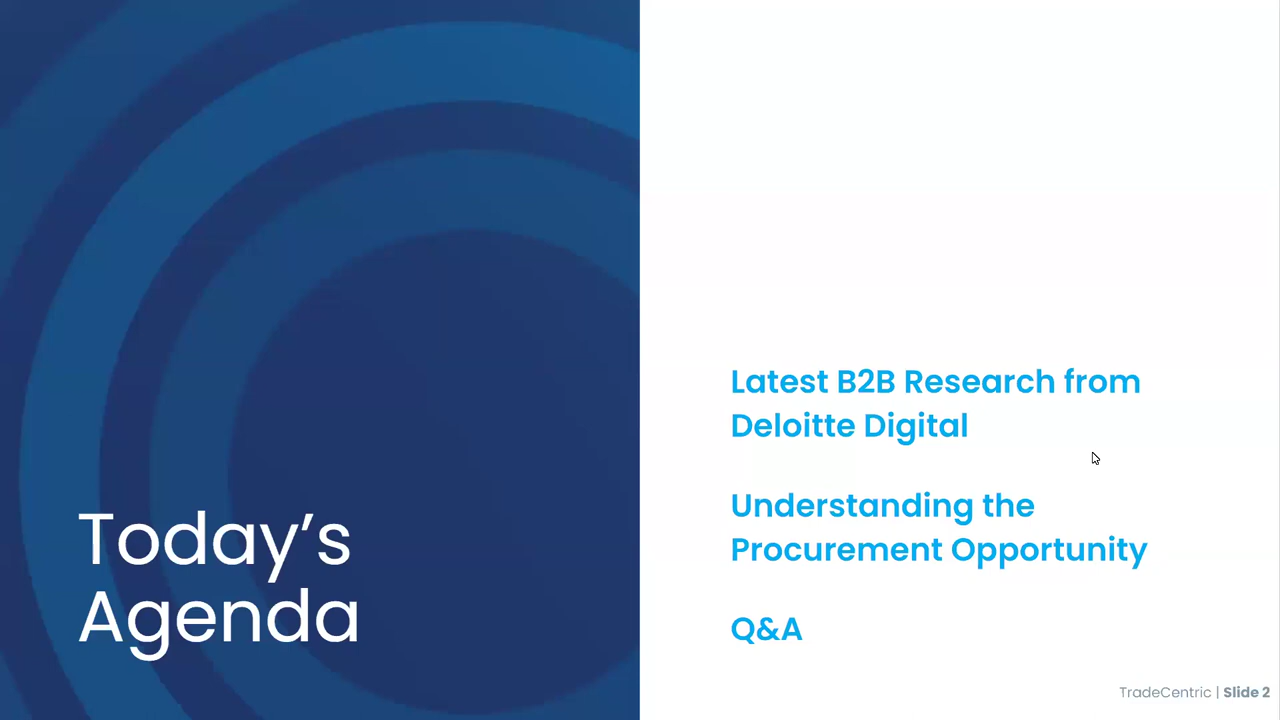 Today’s
Agenda
Latest B2B Research from
Deloitte Digital
Understanding the
Procurement Opportunity
Q&A
TradeCentric | Slide 2